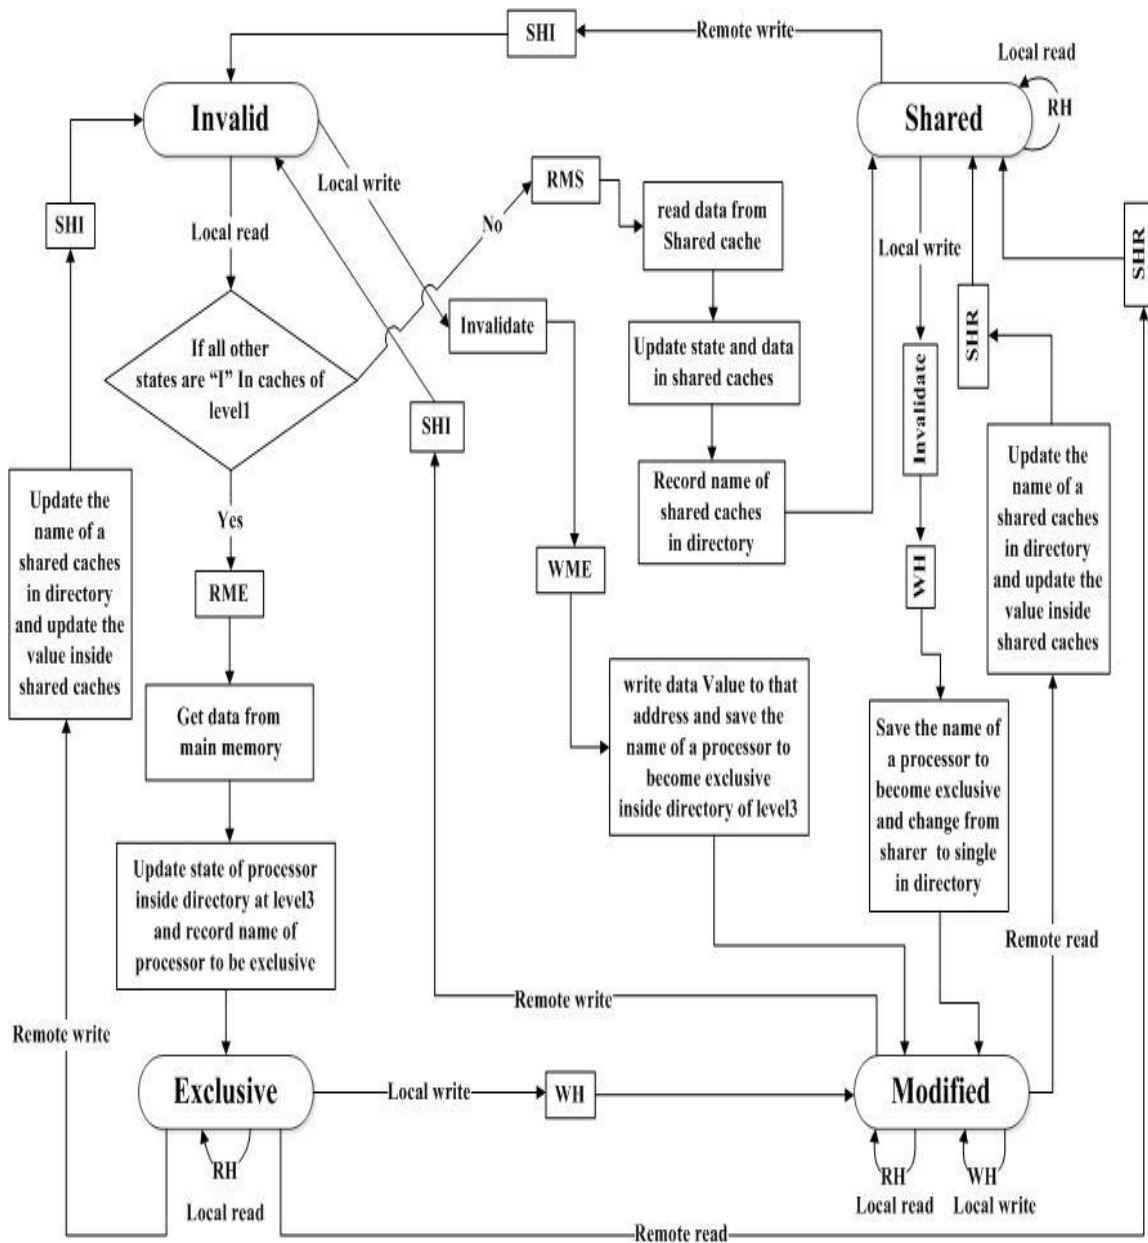 SHI
Remote write
Invalid
Shared
Local read
RH
SHI
Local write
RMS
No
read data from
Shared cache
Local read
Local write
SHR
SHR
Invalidate
If all other
states are “I” In caches of
level1
Update state and data
in shared caches
Invalidate
SHI
Update the
name of a
shared caches
in directory
and update the
value inside
shared caches
Yes
RME
Record name of
shared caches
in directory
WME
WH
Update the
name of a
shared caches
in directory
and update the
value inside
shared caches
Get data from
main memory
write data Value to that
address and save the
name of a processor to
become exclusive
inside directory of level3
Save the name of
a processor to
become exclusive
and change from
sharer to single
in directory
Update state of processor
inside directory at level3
and record name of
processor to be exclusive
Remote write
Remote write
Remote read
Exclusive
Local write
WH
Modified
RH
Local read
RH
Local read
WH
Local write
Remote read